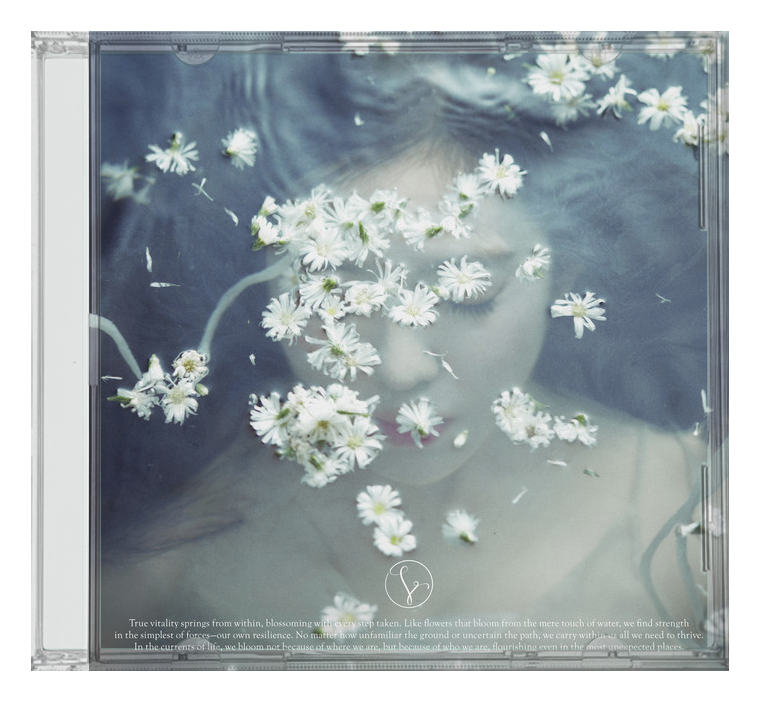 True vitality springs from within, blossoming with every step taken. Like flowers that bloom from the mere touch of water, we find strength
in the simplest of forces—our own resilience. No matter how unfamiliar the ground or uncertain the path, we carry within us all we need to thrive.
In the currents of life, we bloom not because of where we are, but because of who we are, flourishing even in the most unexpected places.